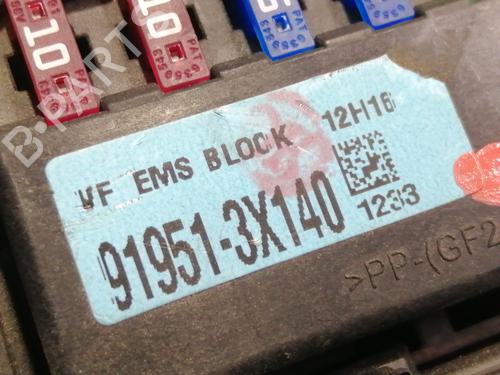 10
10
VF EMS BLOCK
12H16
91951-3X140
1233
>PP-(GF2
B-PARTS